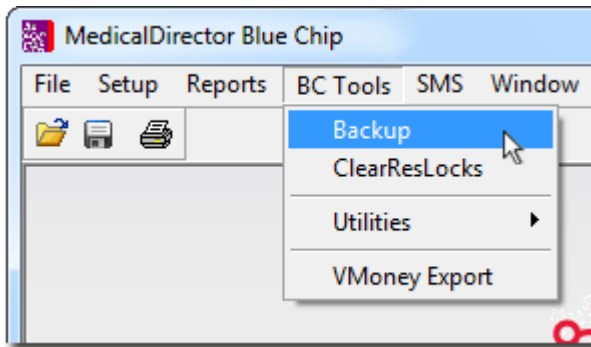 MedicalDirector Blue Chip
File Setup Reports BC Tools SMS Window
Backup
ClearResLocks
Utilities
VMoney Export